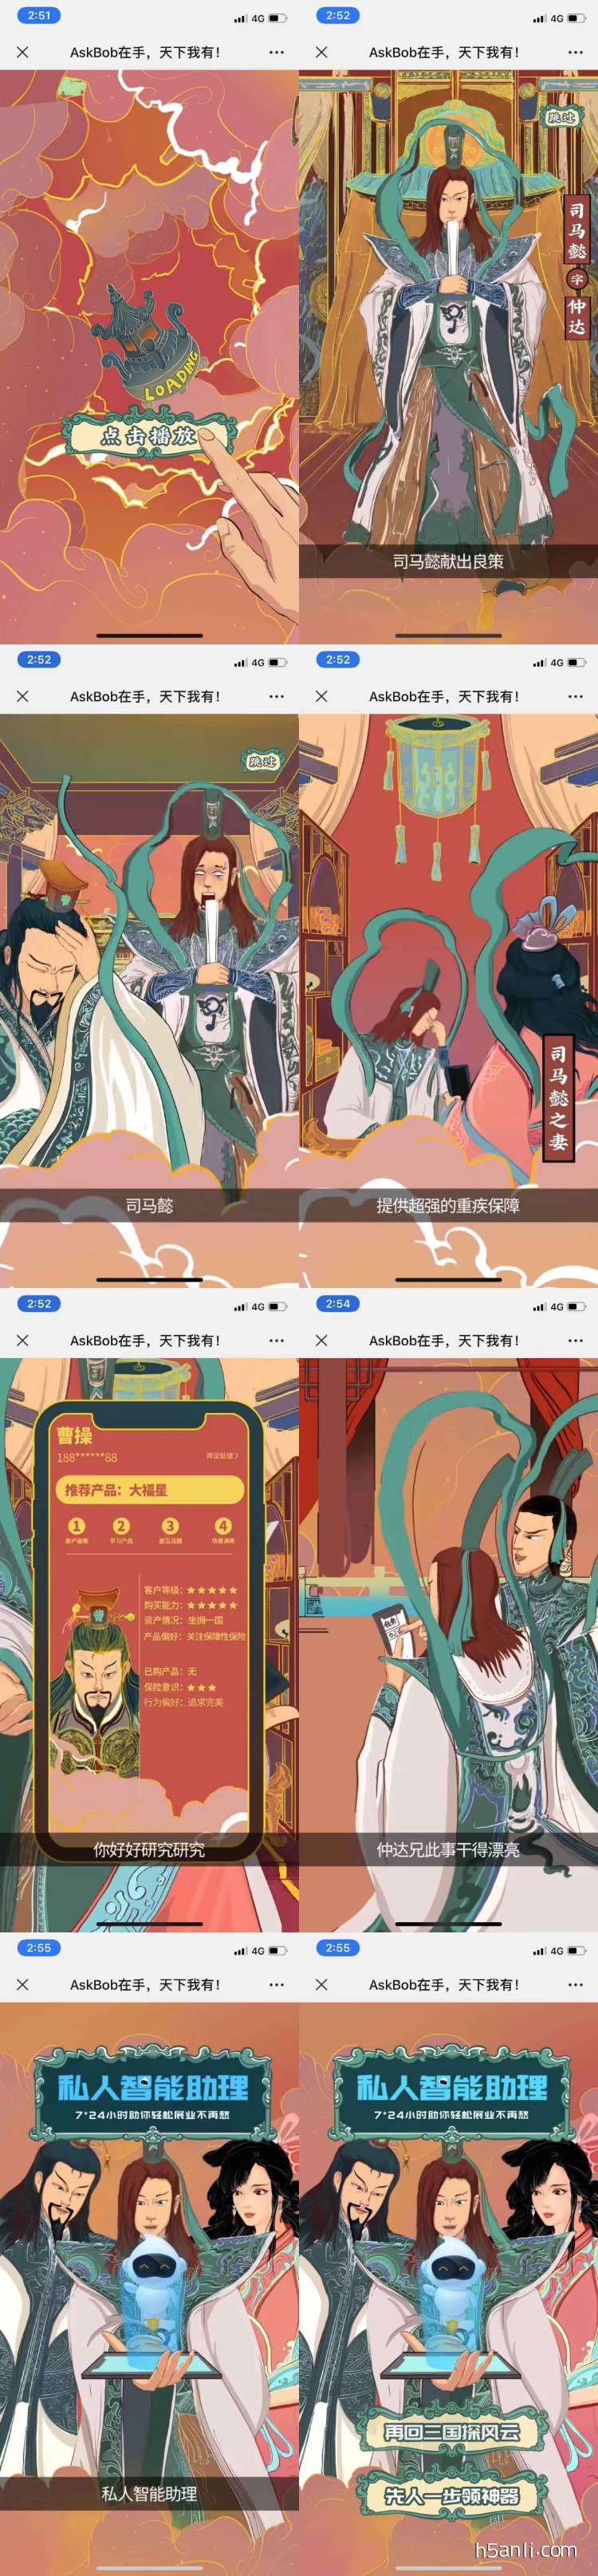 2:51
4G
AskBob在手，天下我有！
LOADING
点击播放
2:52
4G
AskBob在手，天下我有！
跳过
司马懿
字
仲达
司马懿献出良策
2:52
4G
AskBob在手，天下我有！
跳过
司马懿
2:52
4G
AskBob在手，天下我有！
司马懿之妻
提供超强的重疾保障
2:52
4G
AskBob在手，天下我有！
曹操
188******88
推荐产品：大福星
1
2
3
4
客户画像
学习产品
场景演练
客户等级：★★★★★
购买能力：★★★★★
资产情况：坐拥一国
产品偏好：关注保障性保险
已购产品：无
保险意识：★★★
行为偏好：追求完美
你好好研究研究
2:54
4G
AskBob在手，天下我有！
仲达兄此事干得漂亮
2:55
4G
AskBob在手，天下我有！
私人智能助理
7*24小时助你轻松展业不再愁
私人智能助理
2:55
4G
AskBob在手，天下我有！
私人智能助理
7*24小时助你轻松展业不再愁
再回三国探风云
先人一步领神器
h5anli.com